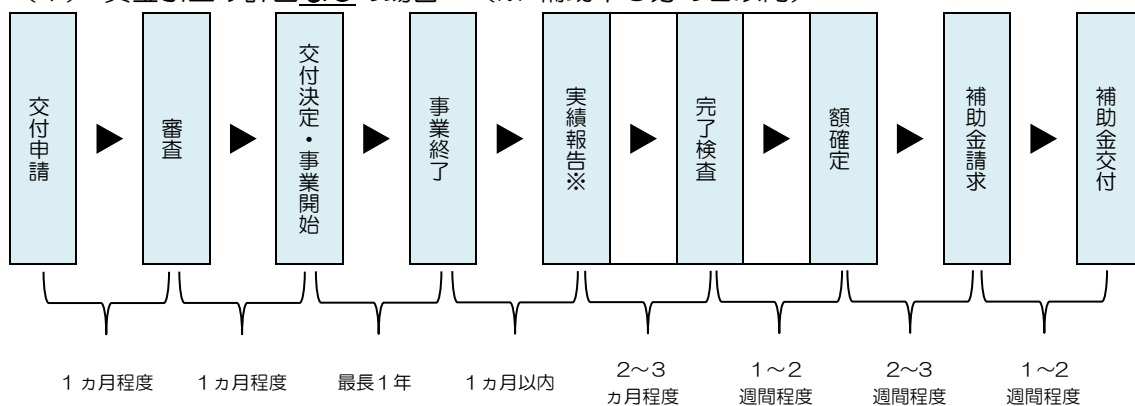 交付申請
審査
交付決定・事業開始
事業終了
実績報告※
完了検査
額確定
補助金請求
補助金交付
１ヵ月程度
１ヵ月程度
最長１年
１ヵ月以内
２～３
ヵ月程度
１～２
週間程度
２～３
週間程度
１～２
週間程度